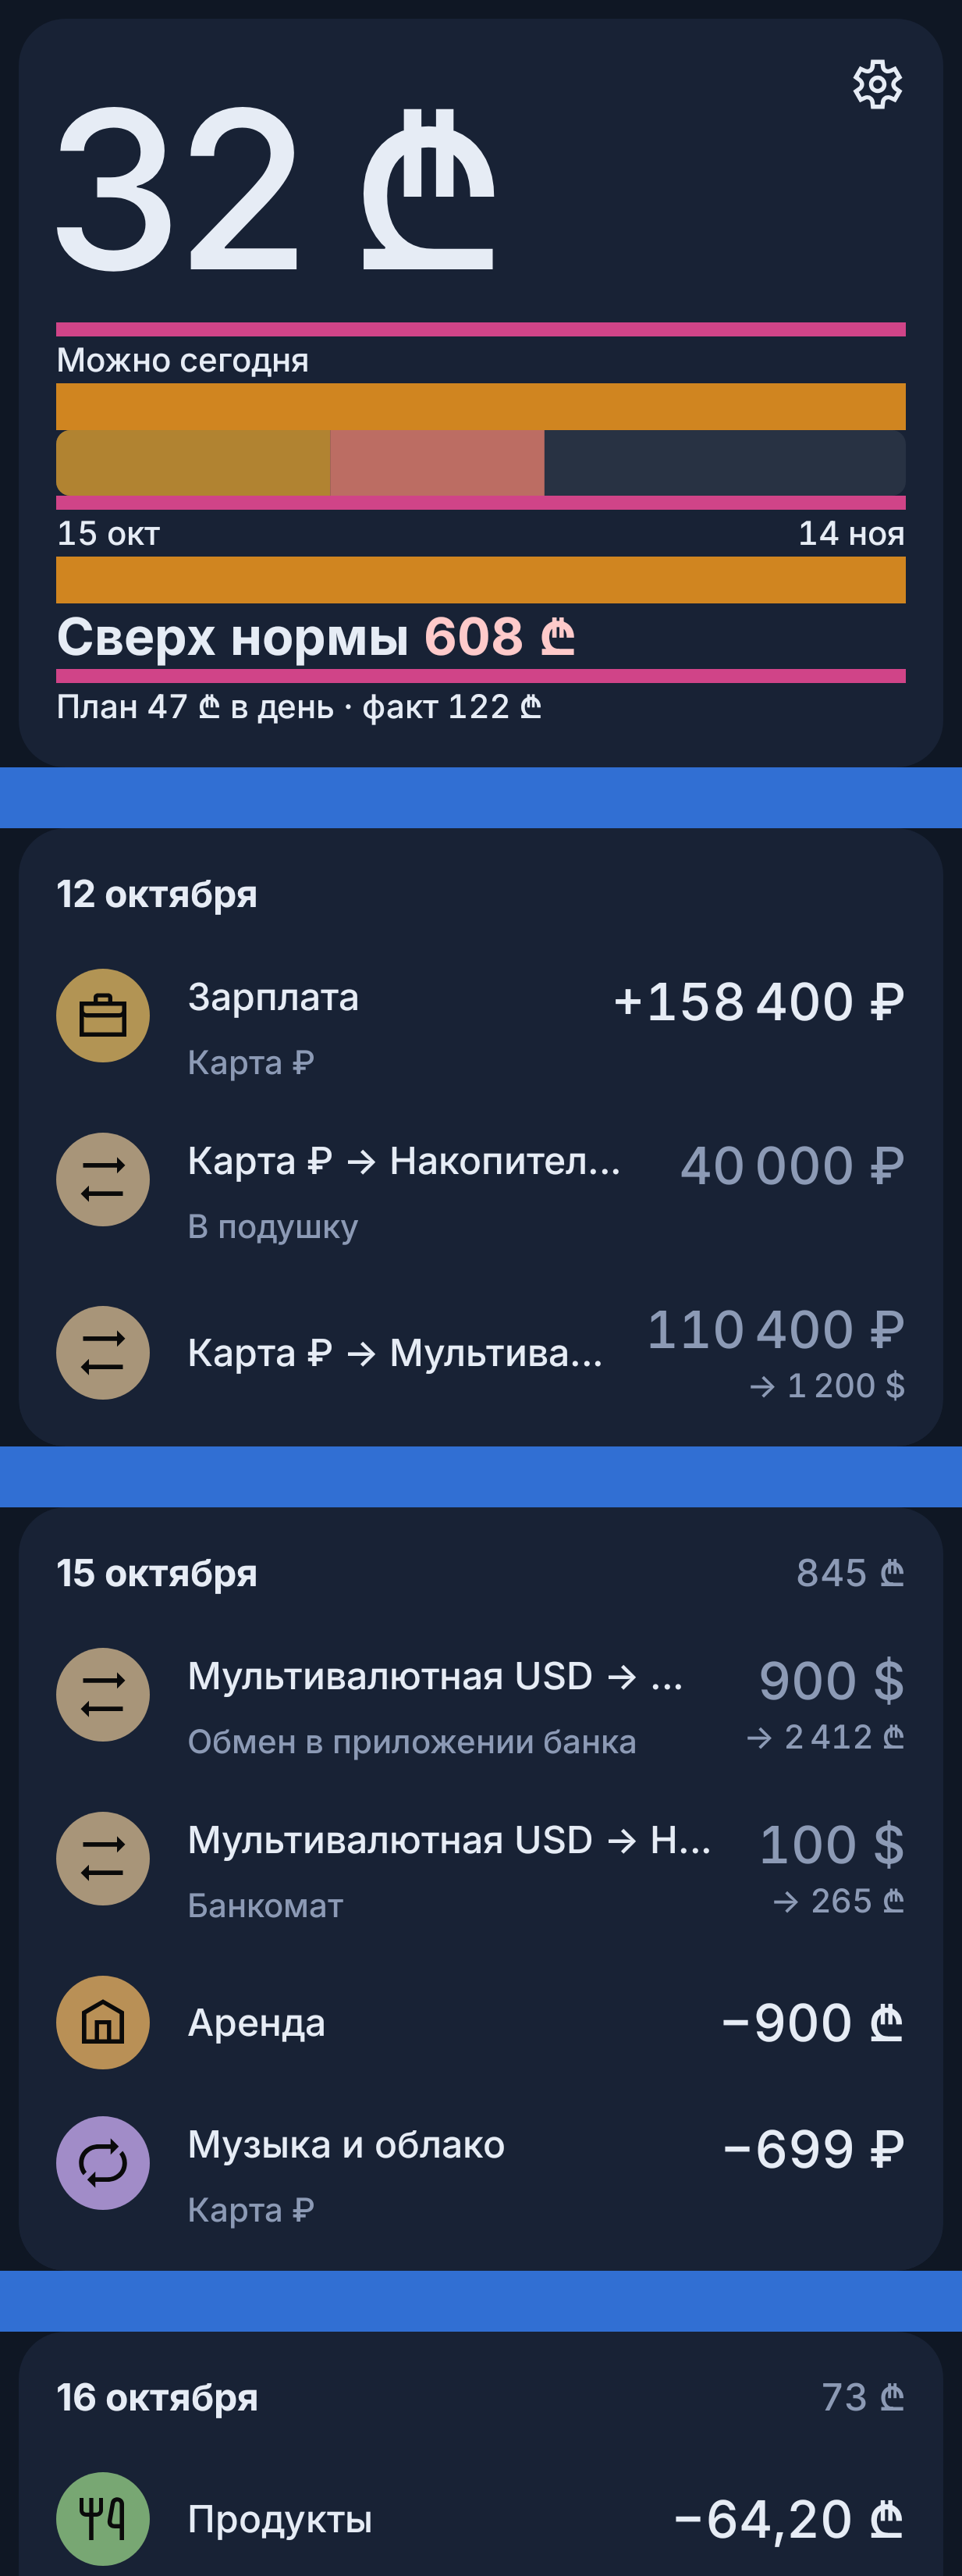 32 ₾
Можно сегодня
15 окт 14 ноя
Сверх нормы 608 ₾
План 47 ₾ в день · факт 122 ₾
12 октября
Зарплата +158 400 ₽
Карта ₽
Карта ₽ → Накопител... 40 000 ₽
В подушку
110 400 ₽
Карта ₽ → Мультива...
→ 1 200 $
15 октября 845 ₾
Мультивалютная USD → ... 900 $
Обмен в приложении банка → 2 412 ₾
Мультивалютная USD → Н... 100 $
Банкомат → 265 ₾
Аренда −900 ₾
Музыка и облако −699 ₽
Карта ₽
16 октября 73 ₾
Продукты −64,20 ₾